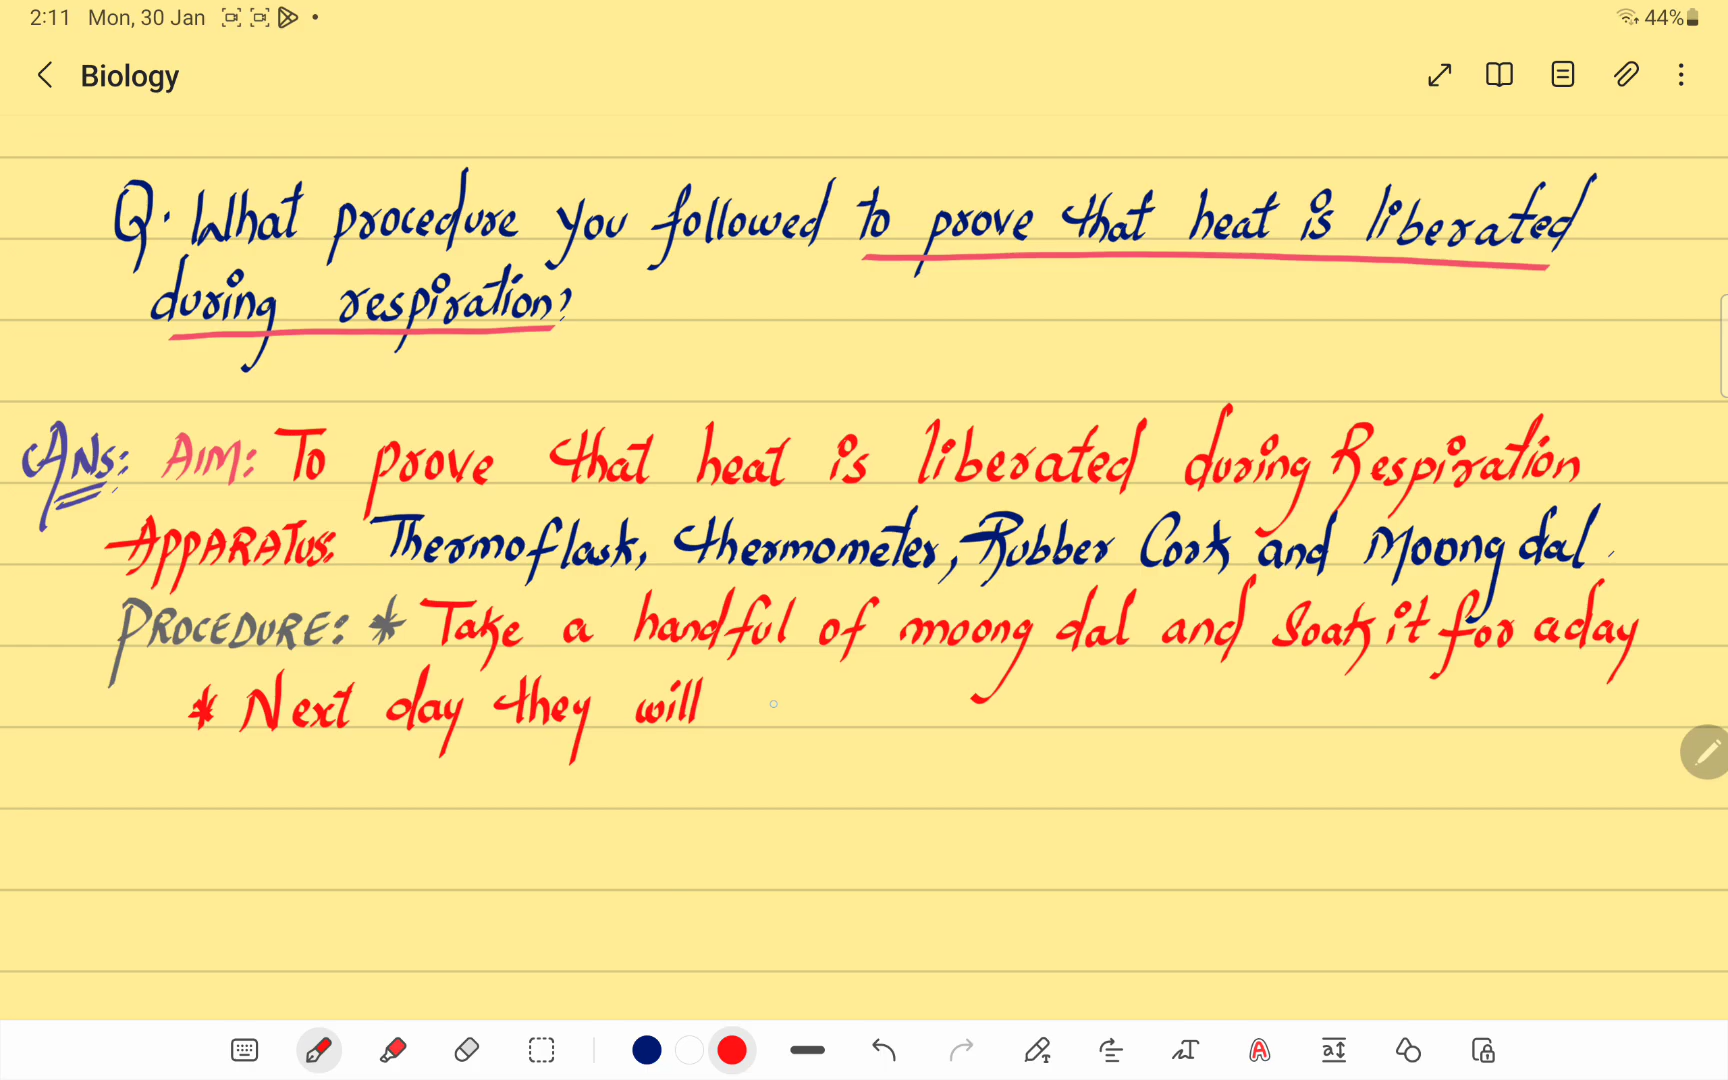 2:11 Mon, 30 Jan 44%
Biology
Q. What procedure you followed to prove that heat is liberated
during respiration?
Ans: Aim: To prove that heat is liberated during Respiration
APPARATUS: Thermoflask, thermometer, Rubber Cork and Moong dal.
PROCEDURE: * Take a handful of moong dal and Soak it for a day
* Next day they will